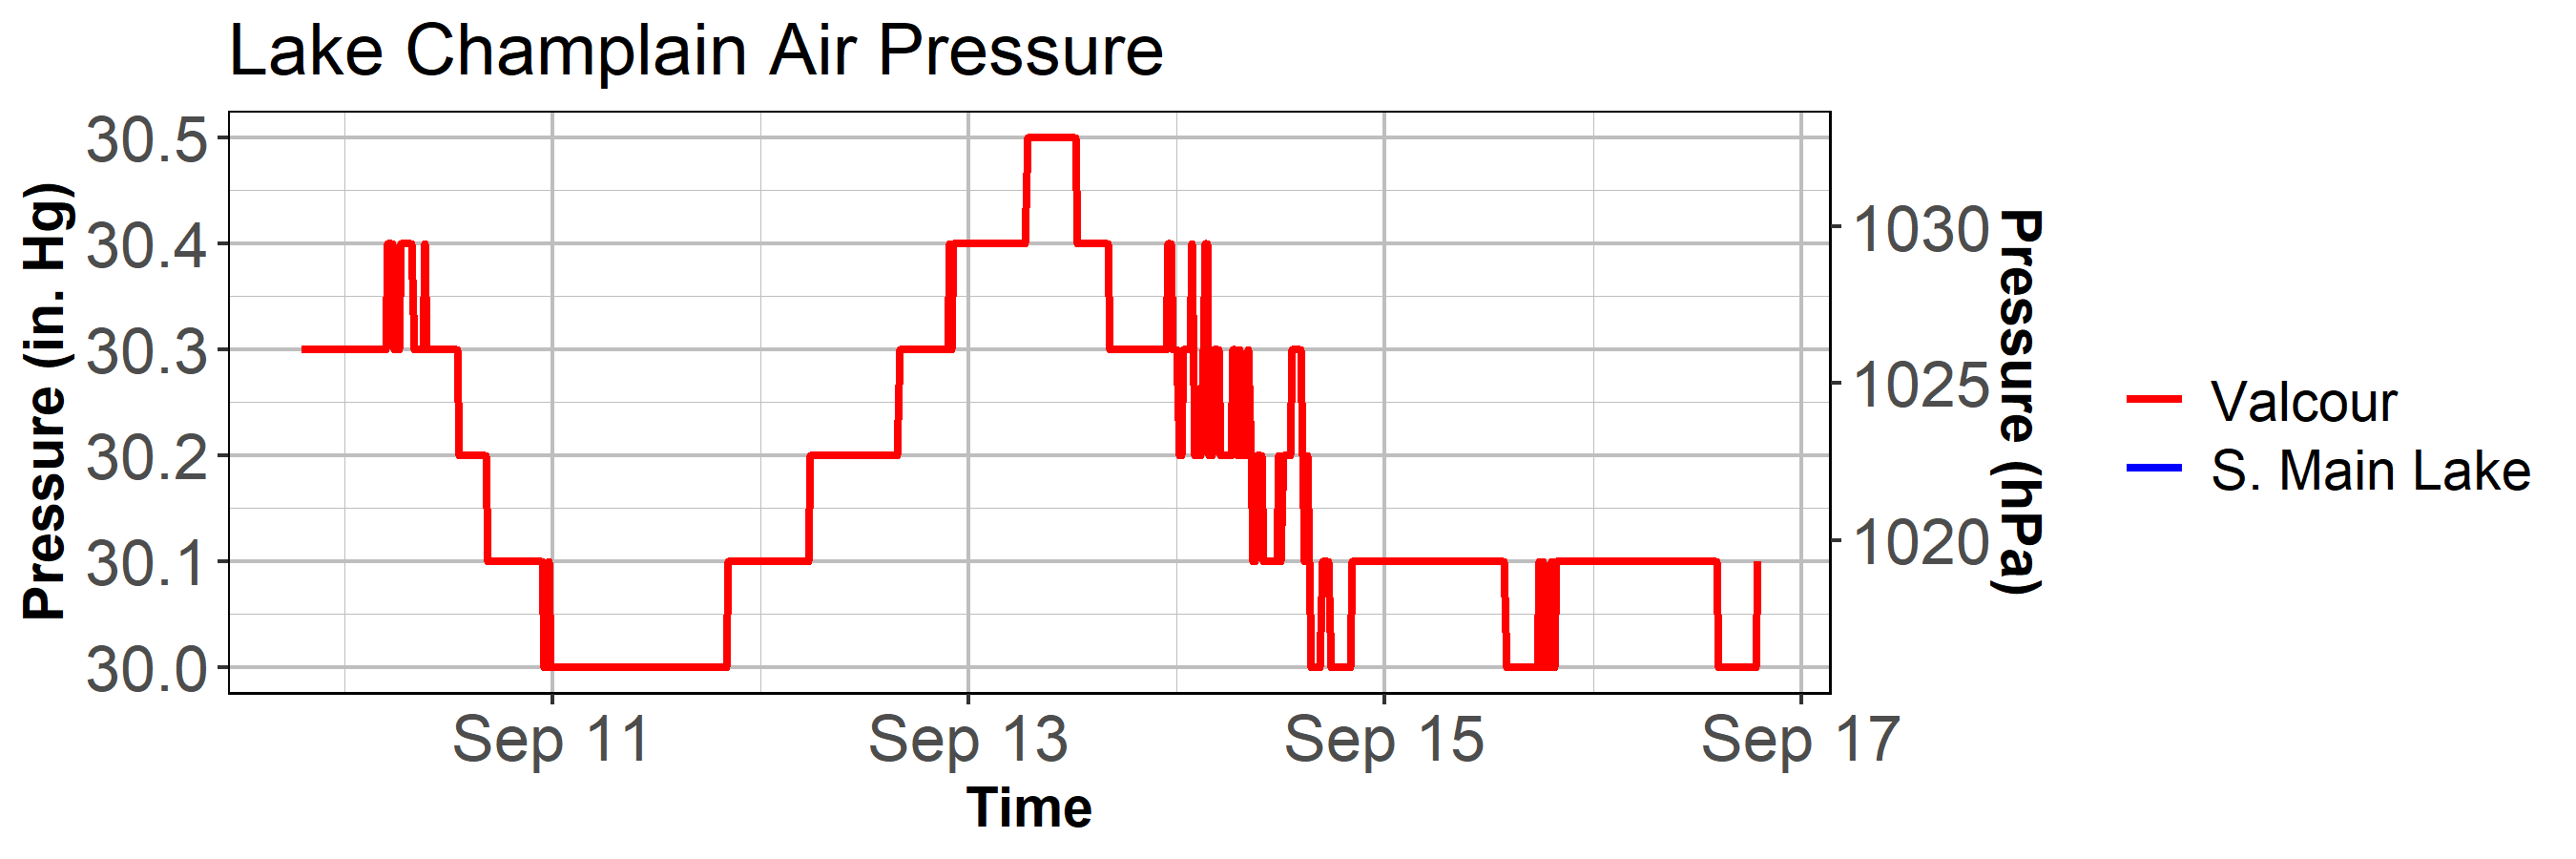 Lake Champlain Air Pressure
Pressure (in. Hg)
30.5
30.4
30.3
30.2
30.1
30.0
Sep 11
Sep 13
Sep 15
Sep 17
Time
1030
1025
1020
Pressure (hPa)
Valcour
S. Main Lake